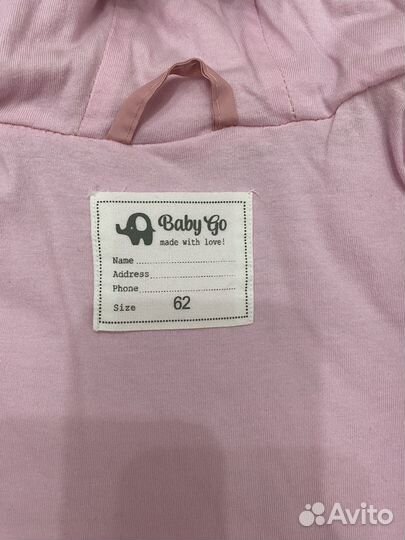 Baby Go
made with love!
Name
Address
Phone
Size 62
Avito